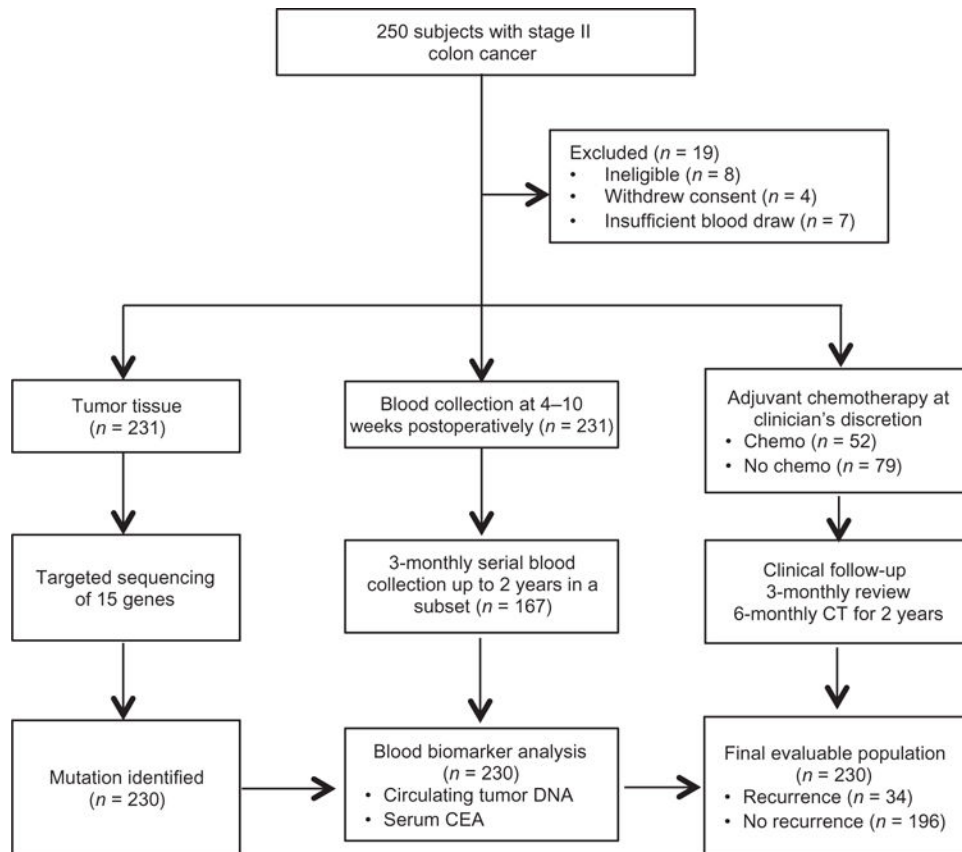 250 subjects with stage II
colon cancer
Excluded (n = 19)
• Ineligible (n = 8)
• Withdrew consent (n = 4)
• Insufficient blood draw (n = 7)
Tumor tissue
(n = 231)
Blood collection at 4–10
weeks postoperatively (n = 231)
Adjuvant chemotherapy at
clinician's discretion
• Chemo (n = 52)
• No chemo (n = 79)
Targeted sequencing
of 15 genes
3-monthly serial blood
collection up to 2 years in a
subset (n = 167)
Clinical follow-up
3-monthly review
6-monthly CT for 2 years
Mutation identified
(n = 230)
Blood biomarker analysis
(n = 230)
• Circulating tumor DNA
• Serum CEA
Final evaluable population
(n = 230)
• Recurrence (n = 34)
• No recurrence (n = 196)